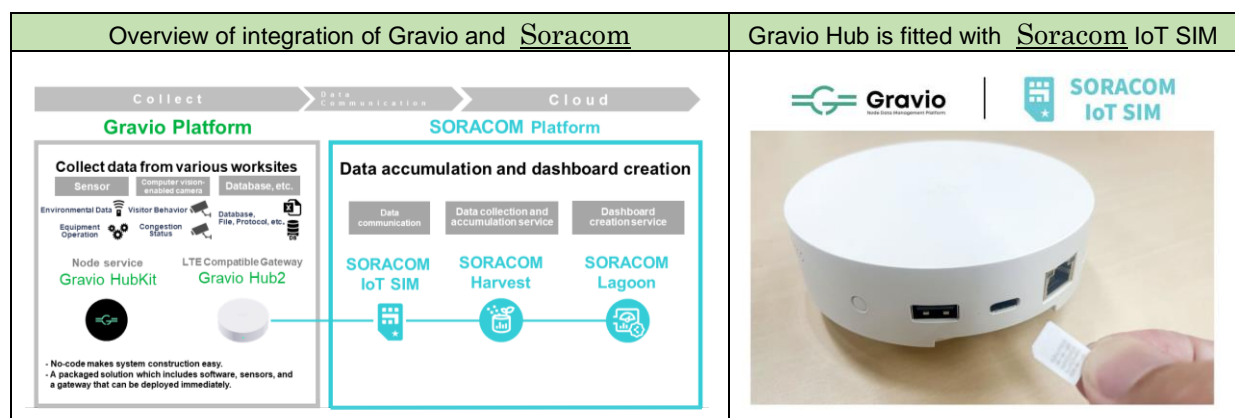 Overview of integration of Gravio and Soracom
Gravio Hub is fitted with Soracom IoT SIM
Collect
Data
Communication
Cloud
Gravio Platform
SORACOM Platform
Collect data from various worksites
Sensor
Computer vision-
enabled camera
Database, etc.
Environmental Data
Visitor Behavior
Database,
File, Protocol, etc.
Equipment
Operation
Congestion
Status
Node service
Gravio HubKit
LTE Compatible Gateway
Gravio Hub2
- No-code makes system construction easy.
- A packaged solution which includes software, sensors, and
a gateway that can be deployed immediately.
Data accumulation and dashboard creation
Data
communication
Data collection and
accumulation service
Dashboard
creation service
SORACOM
IoT SIM
SORACOM
Harvest
SORACOM
Lagoon
Gravio
Node Data Management Platform
SORACOM
IoT SIM